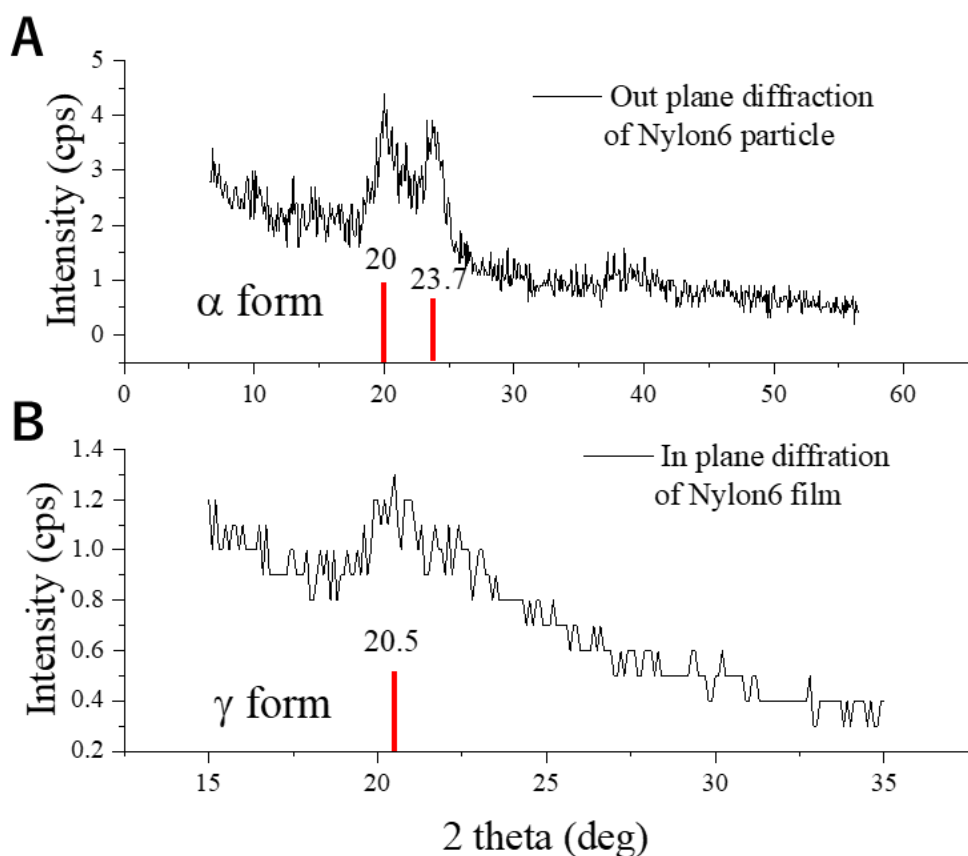 A
5
4
3
2
1
0
Intensity (cps)
Out plane diffraction
of Nylon6 particle
20
23.7
α form
0 10 20 30 40 50 60
B
1.4
1.2
1.0
0.8
0.6
0.4
0.2
Intensity (cps)
In plane diffration
of Nylon6 film
20.5
γ form
15 20 25 30 35
2 theta (deg)